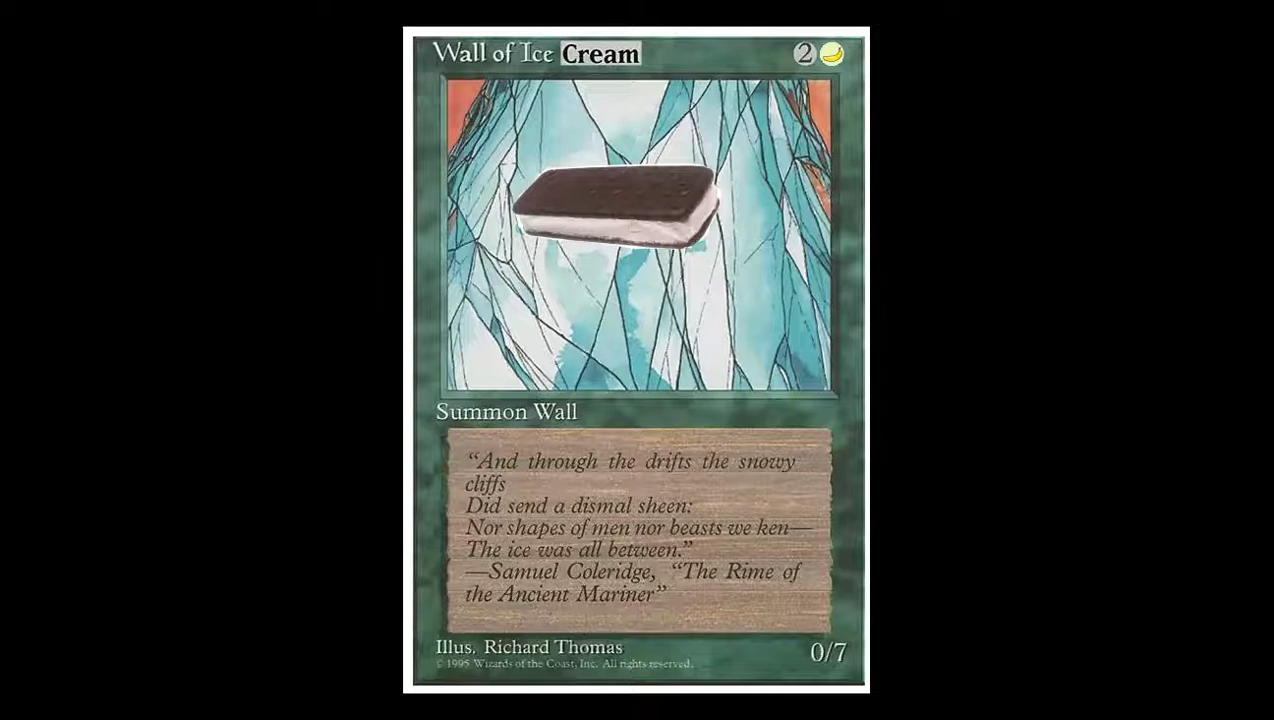 Wall of Ice Cream 2
Summon Wall
“And through the drifts the snowy
cliffs
Did send a dismal sheen:
Nor shapes of men nor beasts we ken—
The ice was all between.”
—Samuel Coleridge, “The Rime of
the Ancient Mariner”
Illus. Richard Thomas
© 1995 Wizards of the Coast, Inc. All rights reserved.
0/7